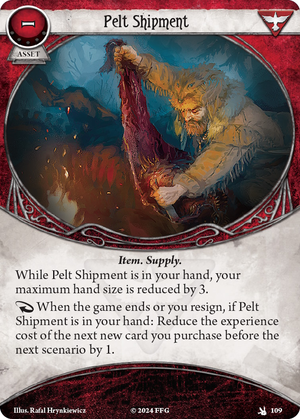 Pelt Shipment
–
ASSET
Item. Supply.
While Pelt Shipment is in your hand, your
maximum hand size is reduced by 3.
When the game ends or you resign, if Pelt
Shipment is in your hand: Reduce the experience
cost of the next new card you purchase before the
next scenario by 1.
Illus. Rafal Hrynkiewicz
© 2024 FFG
109